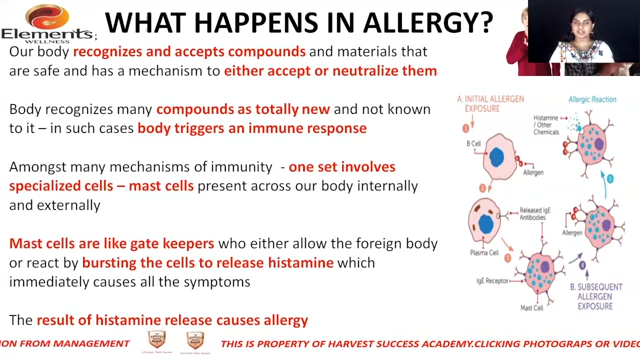 Elements
WELLNESS
WHAT HAPPENS IN ALLERGY?
Our body recognizes and accepts compounds and materials that
are safe and has a mechanism to either accept or neutralize them
Body recognizes many compounds as totally new and not known
to it – in such cases body triggers an immune response
Amongst many mechanisms of immunity - one set involves
specialized cells – mast cells present across our body internally
and externally
Mast cells are like gate keepers who either allow the foreign body
or react by bursting the cells to release histamine which
immediately causes all the symptoms
The result of histamine release causes allergy
A. INITIAL ALLERGEN
EXPOSURE
1
B Cell
Allergen
2
Plasma Cell
Released IgE
Antibodies
3
IgE Receptor
Mast Cell
Allergic Reaction
Histamine /
Other
Chemicals
5
Allergen
4
B. SUBSEQUENT
ALLERGEN
EXPOSURE
ION FROM MANAGEMENT
THIS IS PROPERTY OF HARVEST SUCCESS ACADEMY.CLICKING PHOTOGRAPS OR VIDEO